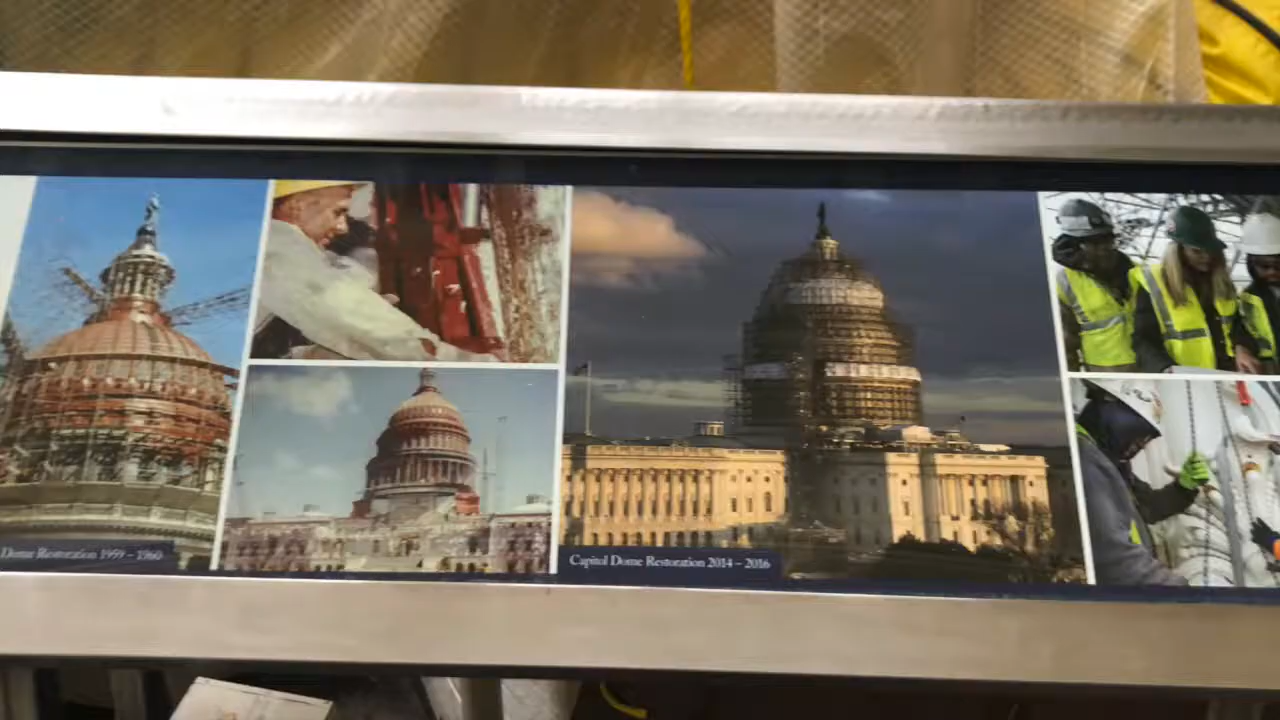 Dome Restoration 1959 – 1960
Capitol Dome Restoration 2014 – 2016